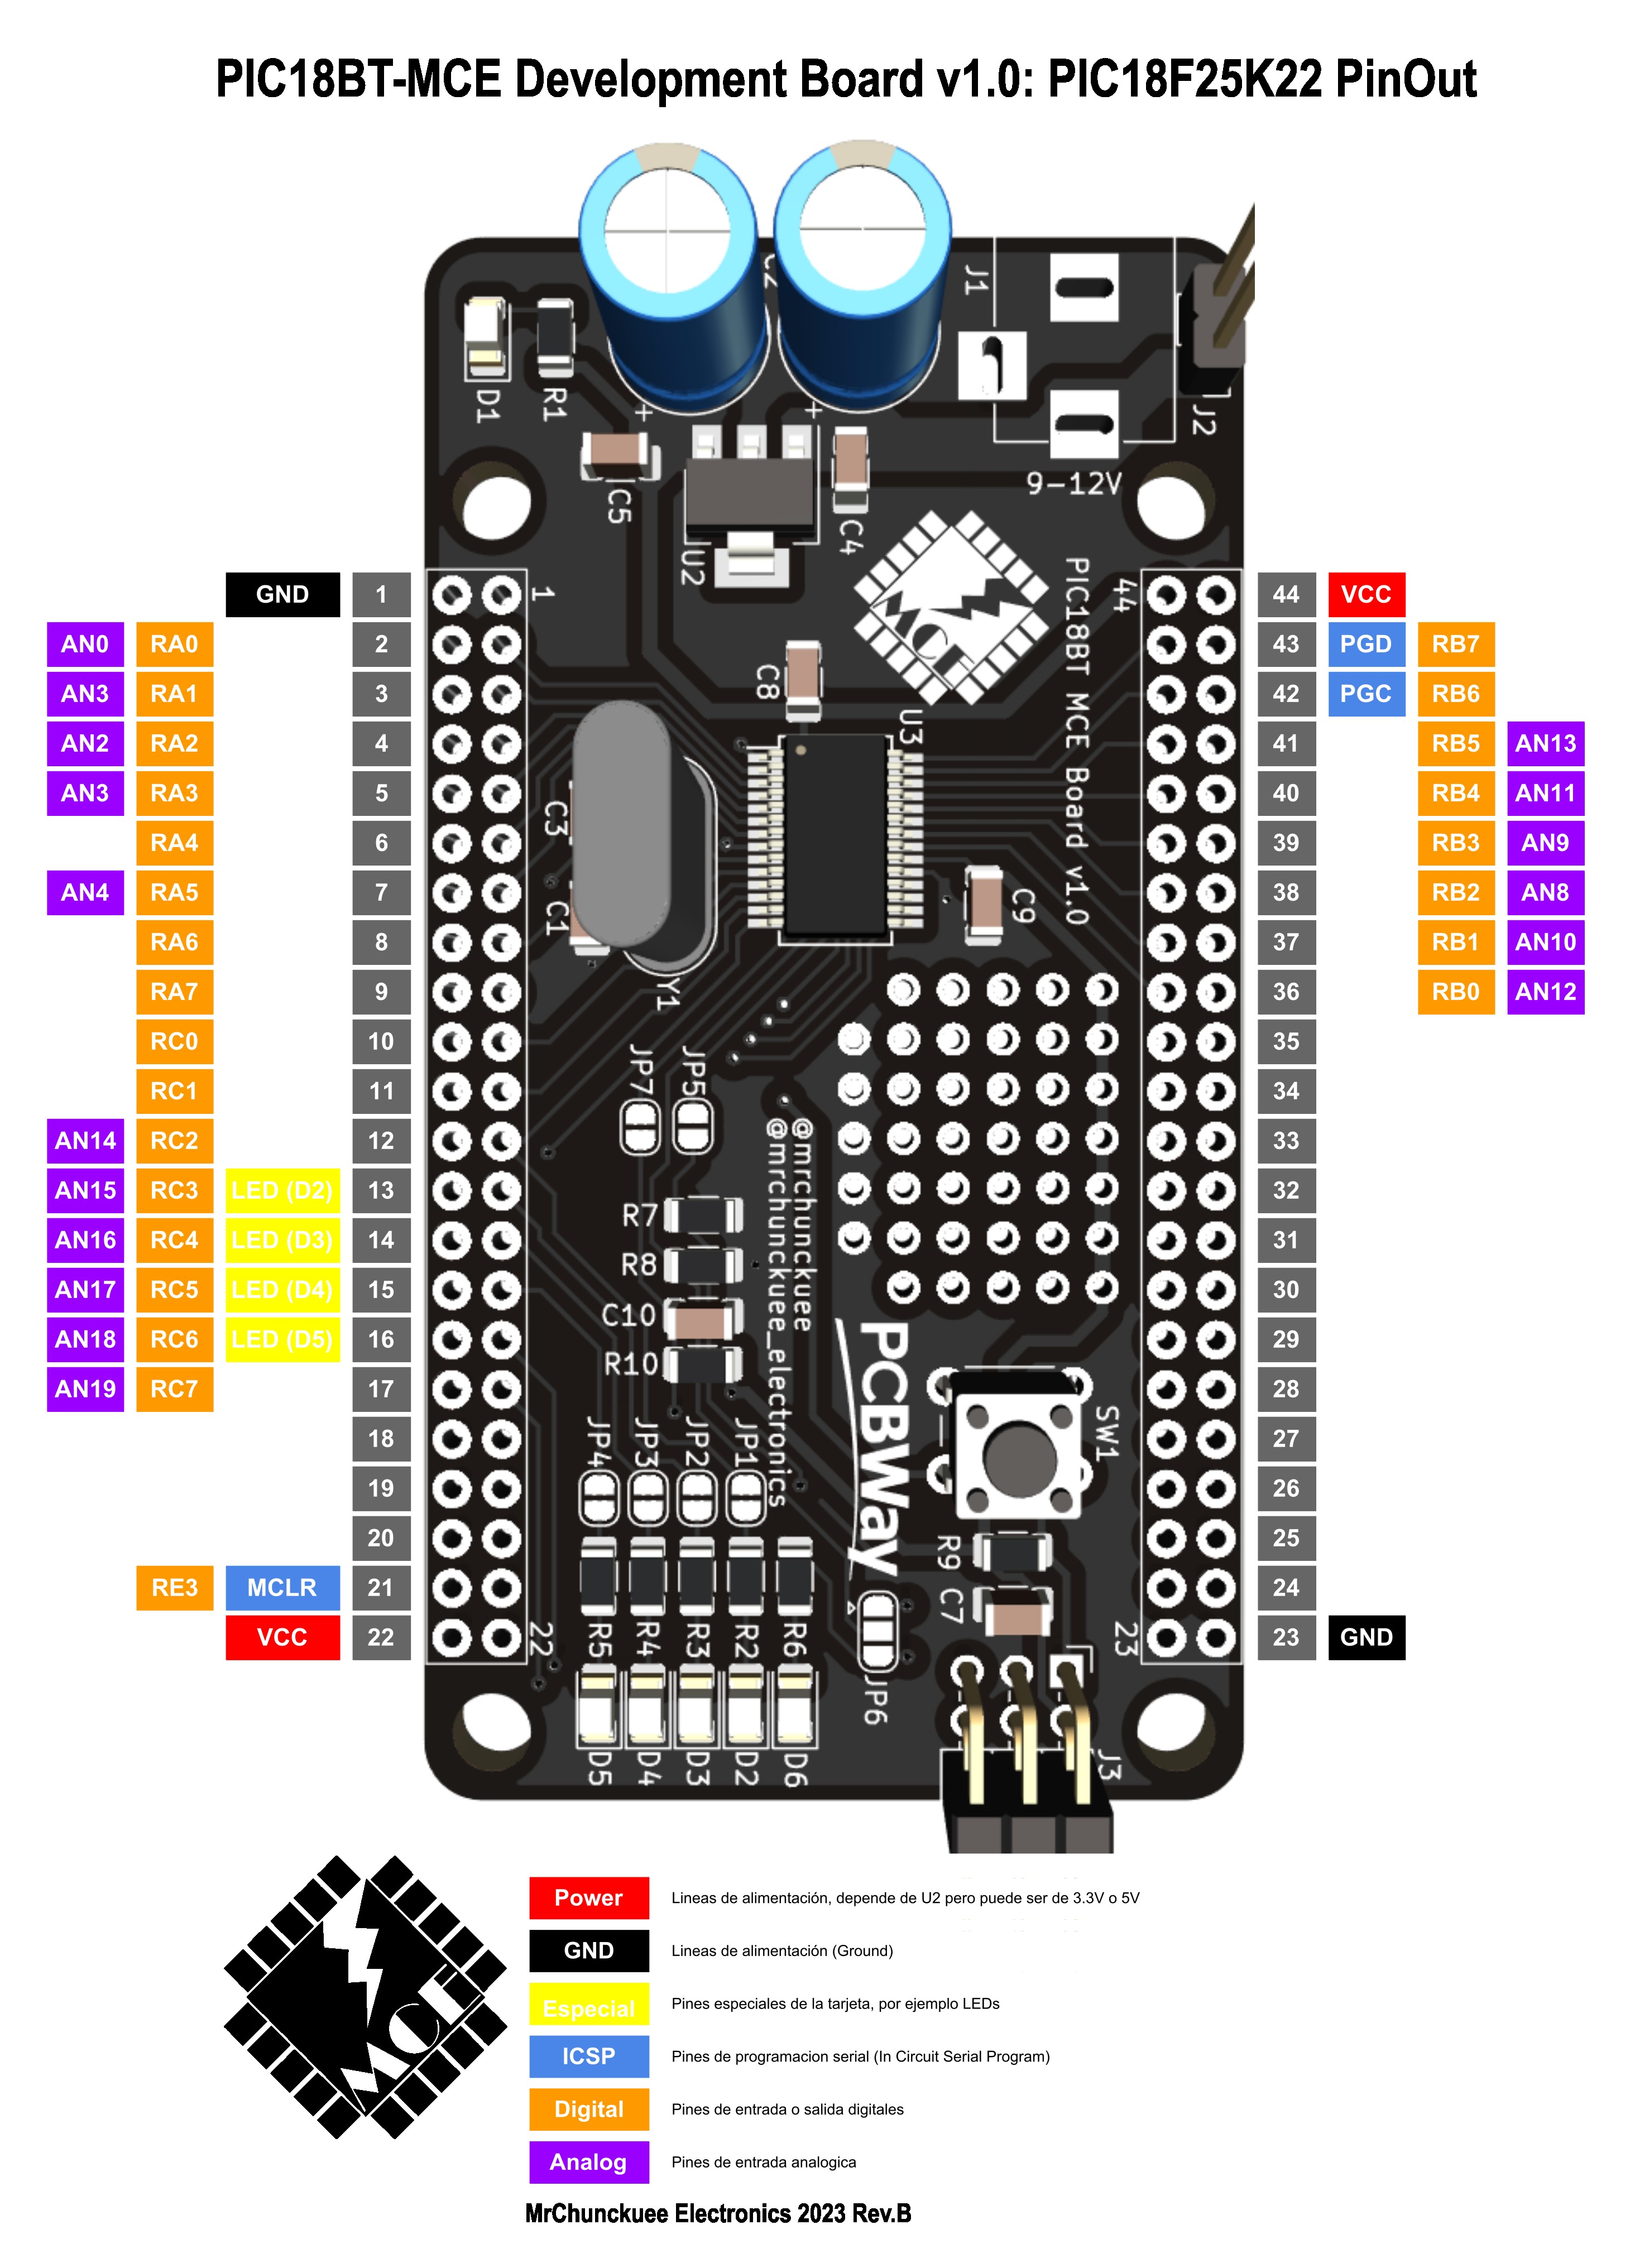 PIC18BT-MCE Development Board v1.0: PIC18F25K22 PinOut
J1
J2
D1
R1
+
+
C2
9-12V
C5
C4
U2
PIC18BT MCE Board v1.0
MCE
GND 1
1
44
44 VCC
AN0 RA0 2
43 PGD RB7
AN3 RA1 3
42 PGC RB6
AN2 RA2 4
41 RB5 AN13
AN3 RA3 5
40 RB4 AN11
RA4 6
39 RB3 AN9
AN4 RA5 7
38 RB2 AN8
RA6 8
37 RB1 AN10
RA7 9
36 RB0 AN12
RC0 10
35
RC1 11
34
AN14 RC2 12
33
AN15 RC3 LED (D2) 13
32
AN16 RC4 LED (D3) 14
31
AN17 RC5 LED (D4) 15
30
AN18 RC6 LED (D5) 16
29
AN19 RC7 17
28
18
27
19
26
20
25
RE3 MCLR 21
24
VCC 22
22
23
23 GND
C8
U3
C3
C1
C9
Y1
JP7
JP5
@mrchunckuee
@mrchunckuee_electronics
R7
R8
C10
R10
PCBWay
SW1
JP4
JP3
JP2
JP1
R9
C7
R5
R4
R3
R2
R6
JP6
D5
D4
D3
D2
D6
J3
MCE
Power Lineas de alimentación, depende de U2 pero puede ser de 3.3V o 5V
GND Lineas de alimentación (Ground)
Especial Pines especiales de la tarjeta, por ejemplo LEDs
ICSP Pines de programacion serial (In Circuit Serial Program)
Digital Pines de entrada o salida digitales
Analog Pines de entrada analogica
MrChunckuee Electronics 2023 Rev.B